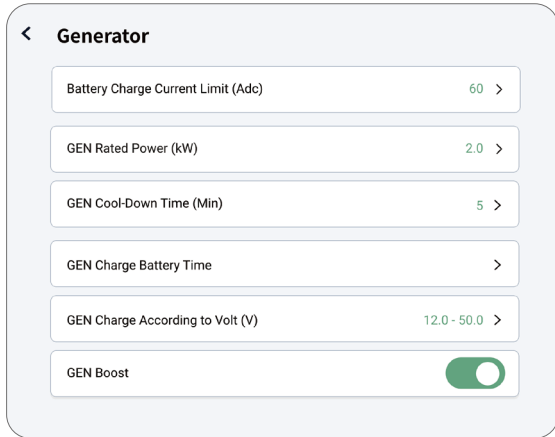 Generator
Battery Charge Current Limit (Adc) 60
GEN Rated Power (kW) 2.0
GEN Cool-Down Time (Min) 5
GEN Charge Battery Time
GEN Charge According to Volt (V) 12.0 - 50.0
GEN Boost